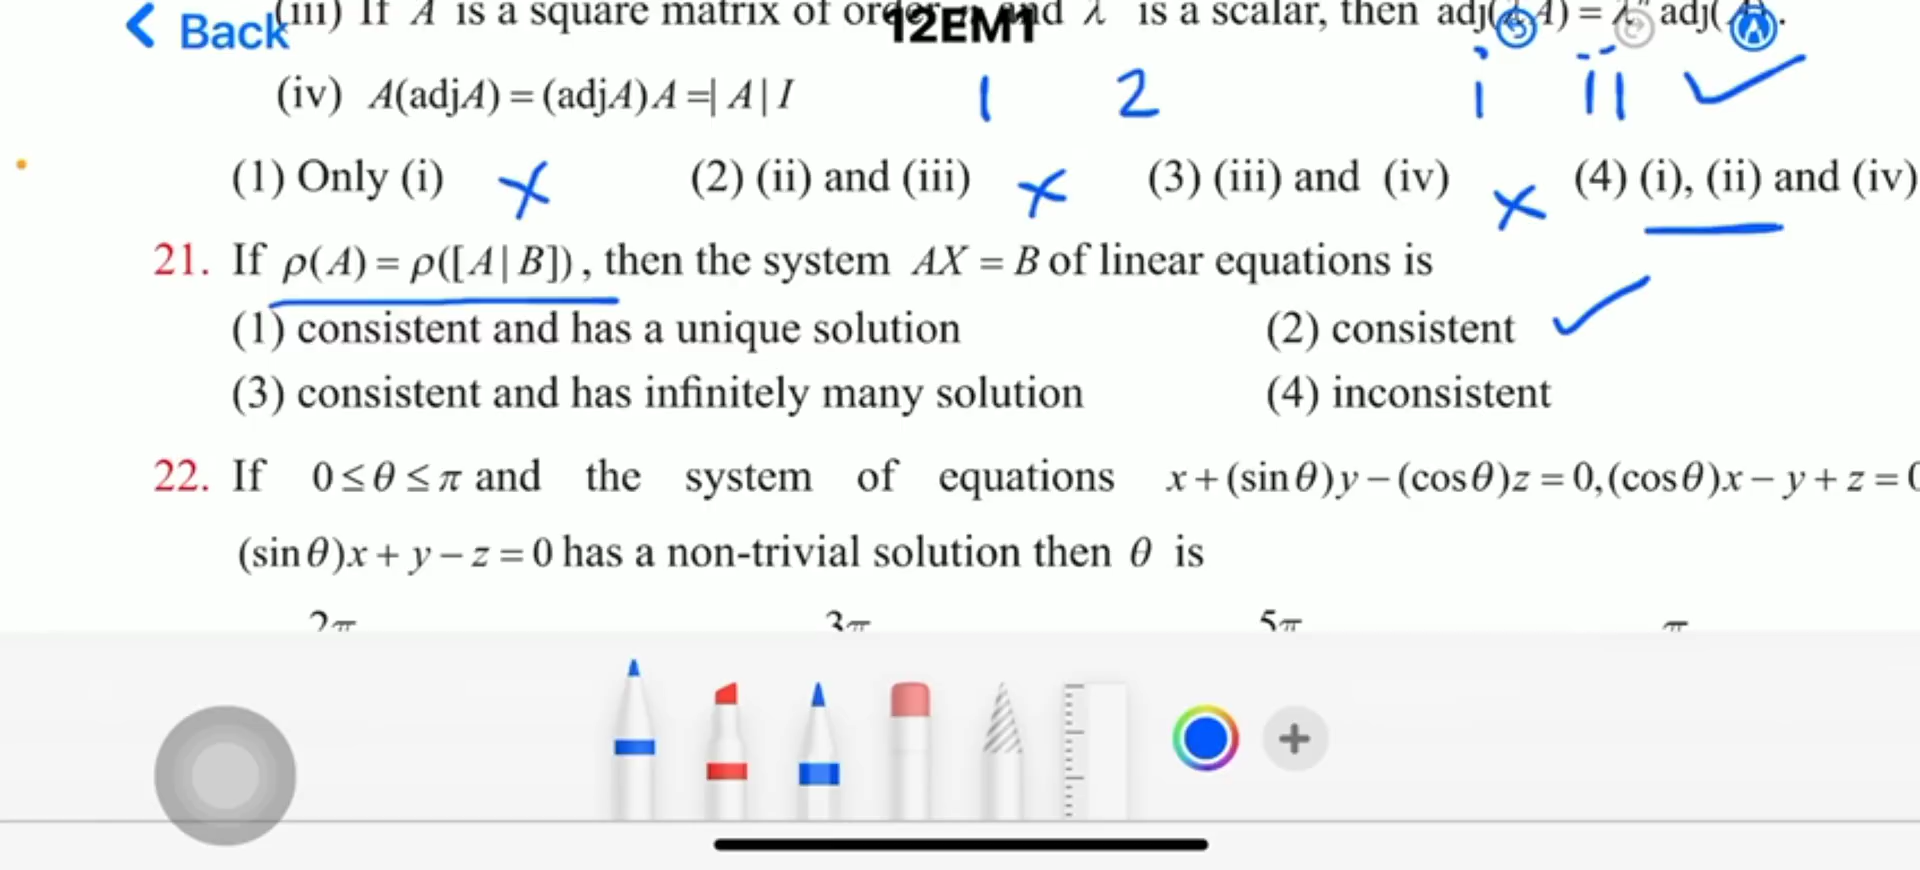 Back
12EM1
(iii) If A is a square matrix of order and λ is a scalar, then adj(λA) = λⁿ adj(A).
(iv) A(adjA) = (adjA)A =| A | I
1 2 i ii ✓
(1) Only (i) ✗ (2) (ii) and (iii) ✗ (3) (iii) and (iv) ✗ (4) (i), (ii) and (iv)
21. If ρ(A) = ρ([A | B]), then the system AX = B of linear equations is
(1) consistent and has a unique solution (2) consistent ✓
(3) consistent and has infinitely many solution (4) inconsistent
22. If 0 ≤ θ ≤ π and the system of equations x + (sin θ)y − (cos θ)z = 0, (cos θ)x − y + z = 0
(sin θ)x + y − z = 0 has a non-trivial solution then θ is
2π 3π 5π π